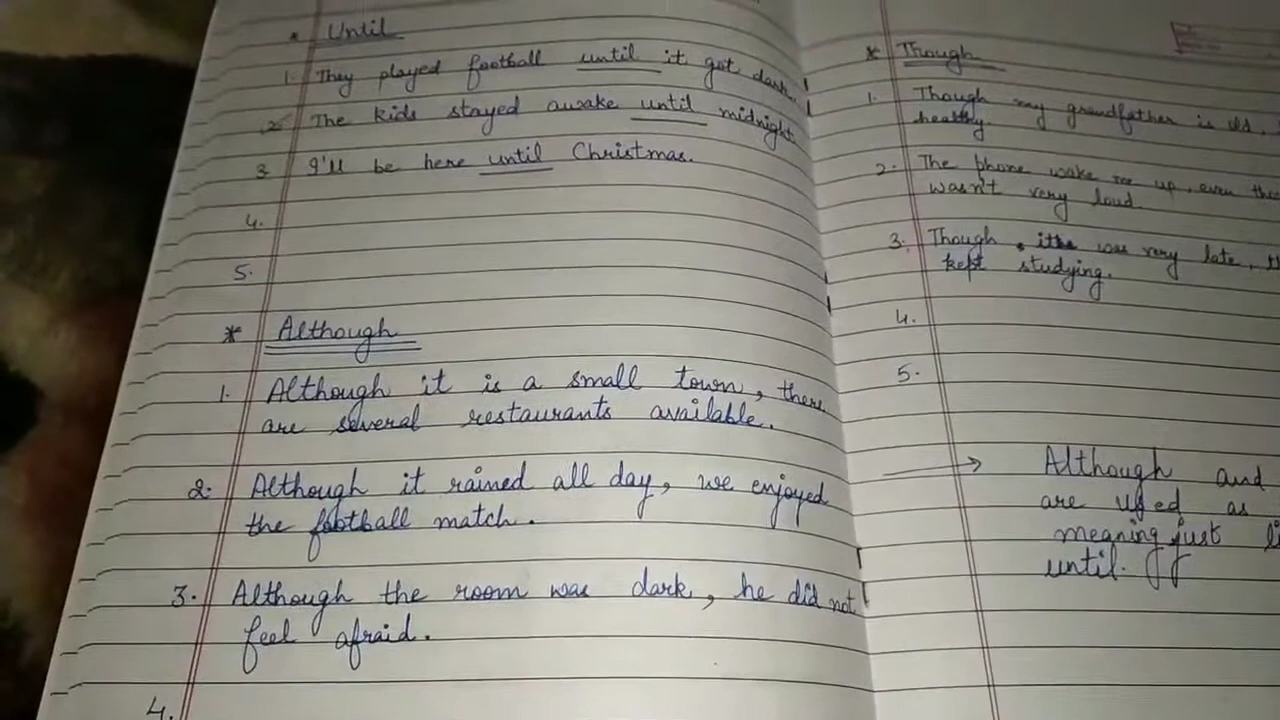 * Until
1. They played football until it got dark.
2. The kids stayed awake until midnight.
3 I'll be here until Christmas.
4.
5.
* Although
1. Although it is a small town, there
are several restaurants available.
2. Although it rained all day, we enjoyed
the football match.
3. Although the room was dark, he did not
feel afraid.
4.
* Though
1. Though my grandfather is old,
healthy.
2. The phone woke me up, even
wasn't very loud.
3. Though, was very late,
kept studying.
4.
5.
→ Although and
are used as
meaning just
until.